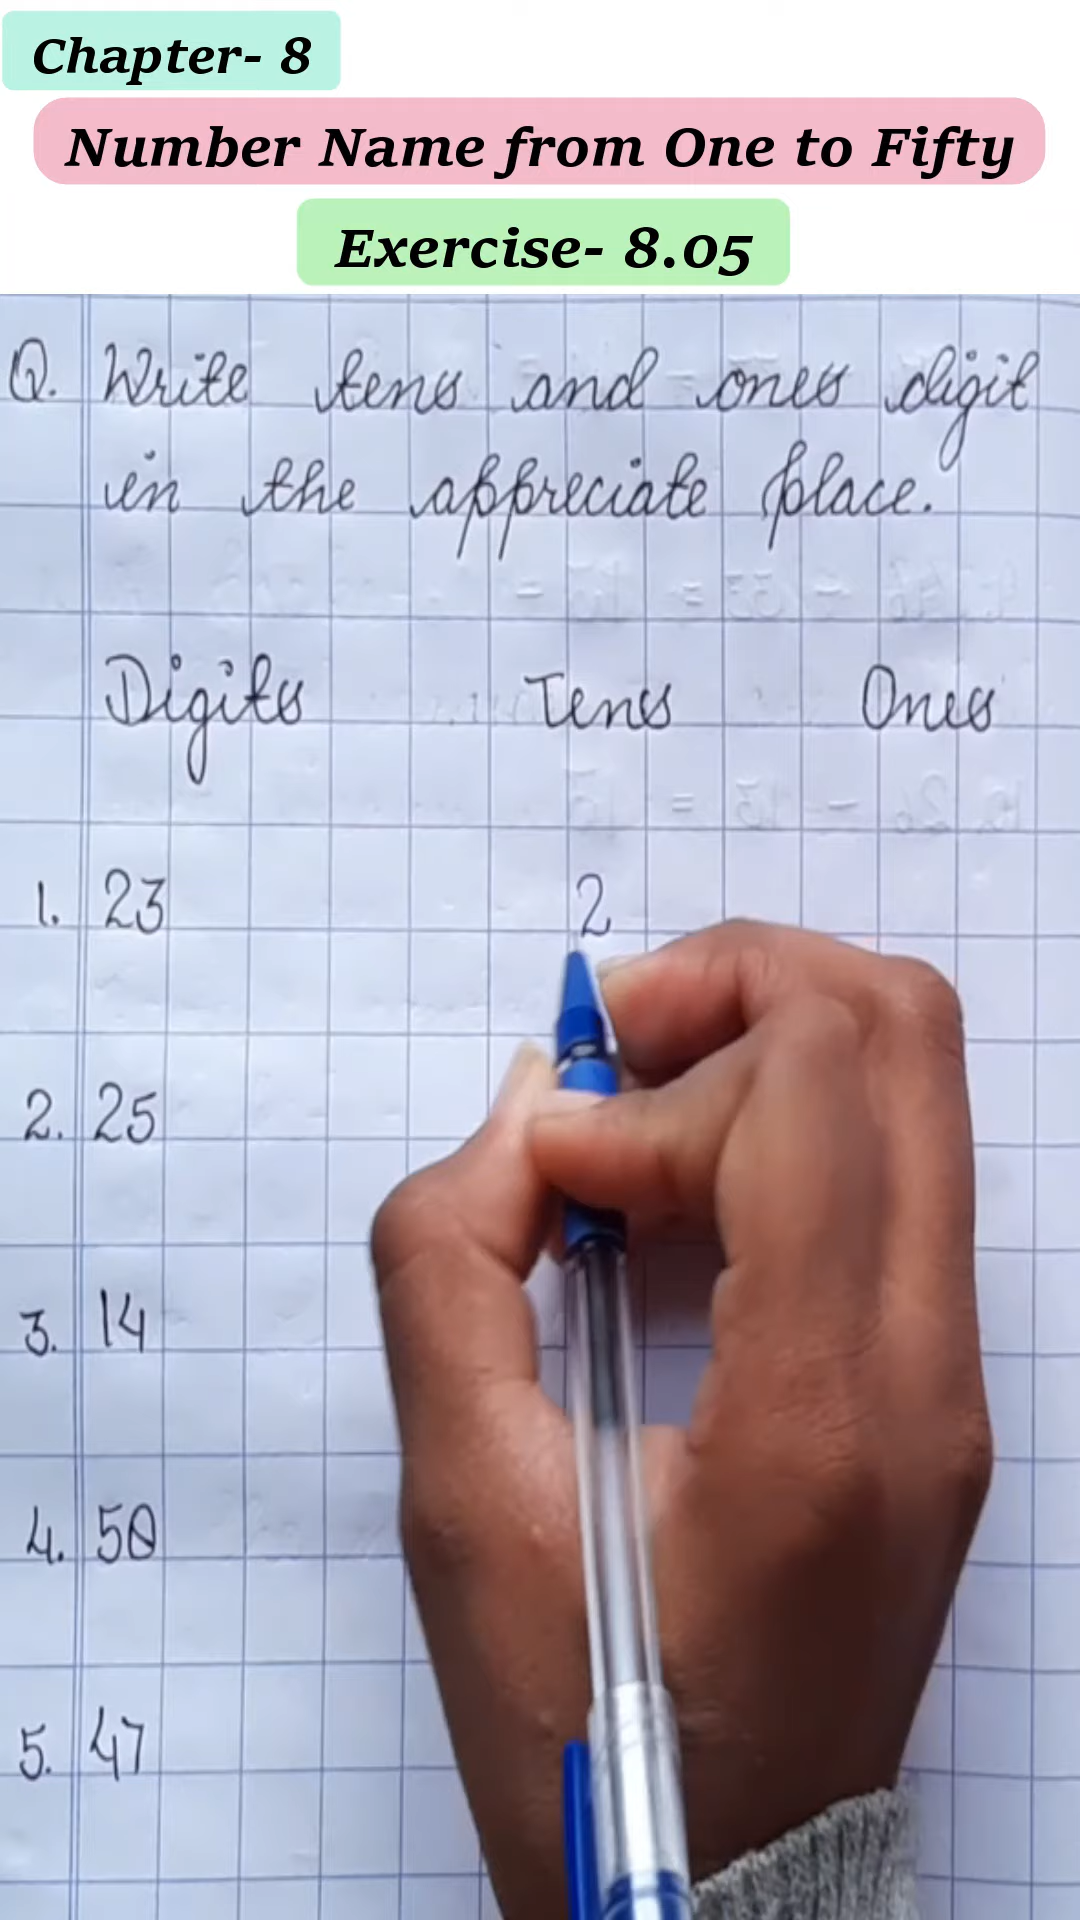 Chapter- 8
Number Name from One to Fifty
Exercise- 8.05
Q. Write tens and ones digit
in the appreciate place.
Digits Tens Ones
1. 23 2
2. 25
3. 14
4. 50
5. 47